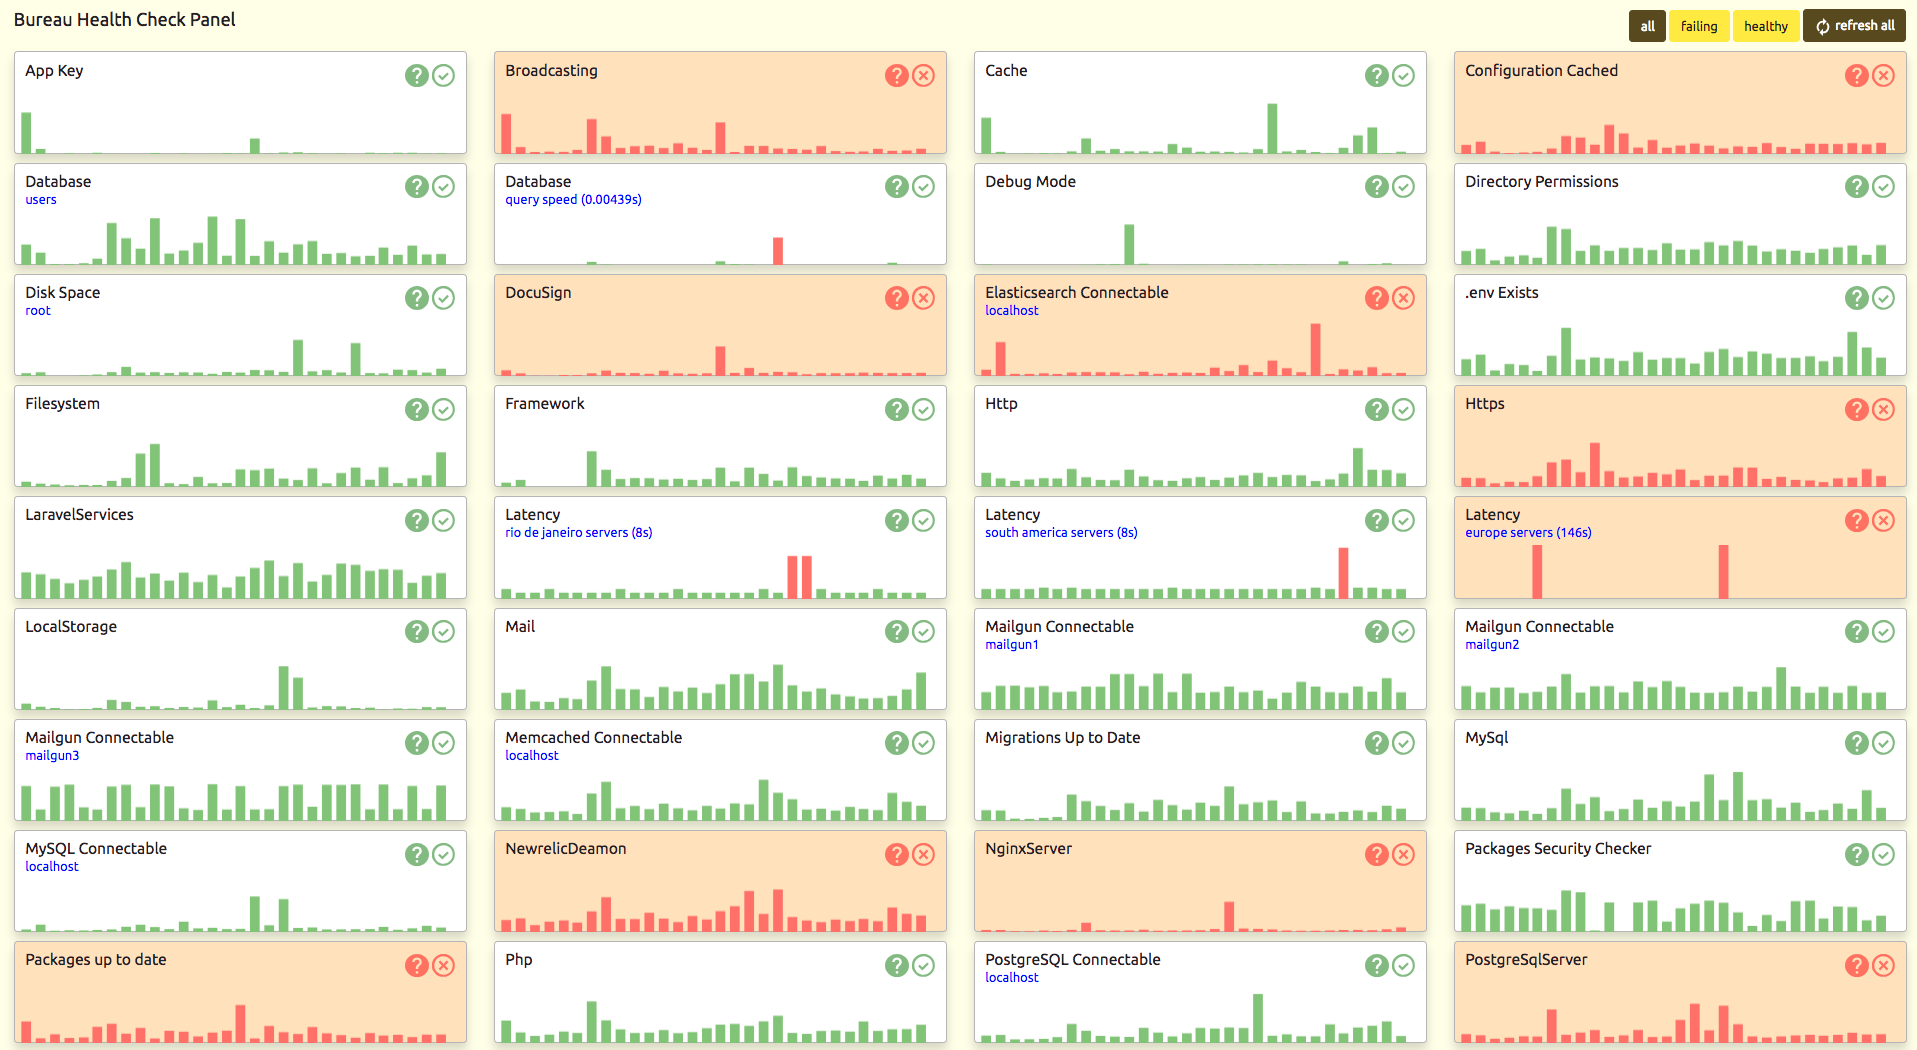 Bureau Health Check Panel
all
failing
healthy
refresh all
App Key
Broadcasting
Cache
Configuration Cached
Database
users
Database
query speed (0.00439s)
Debug Mode
Directory Permissions
Disk Space
root
DocuSign
Elasticsearch Connectable
localhost
.env Exists
Filesystem
Framework
Http
Https
LaravelServices
Latency
rio de janeiro servers (8s)
Latency
south america servers (8s)
Latency
europe servers (146s)
LocalStorage
Mail
Mailgun Connectable
mailgun1
Mailgun Connectable
mailgun2
Mailgun Connectable
mailgun3
Memcached Connectable
localhost
Migrations Up to Date
MySql
MySQL Connectable
localhost
NewrelicDeamon
NginxServer
Packages Security Checker
Packages up to date
Php
PostgreSQL Connectable
localhost
PostgreSqlServer